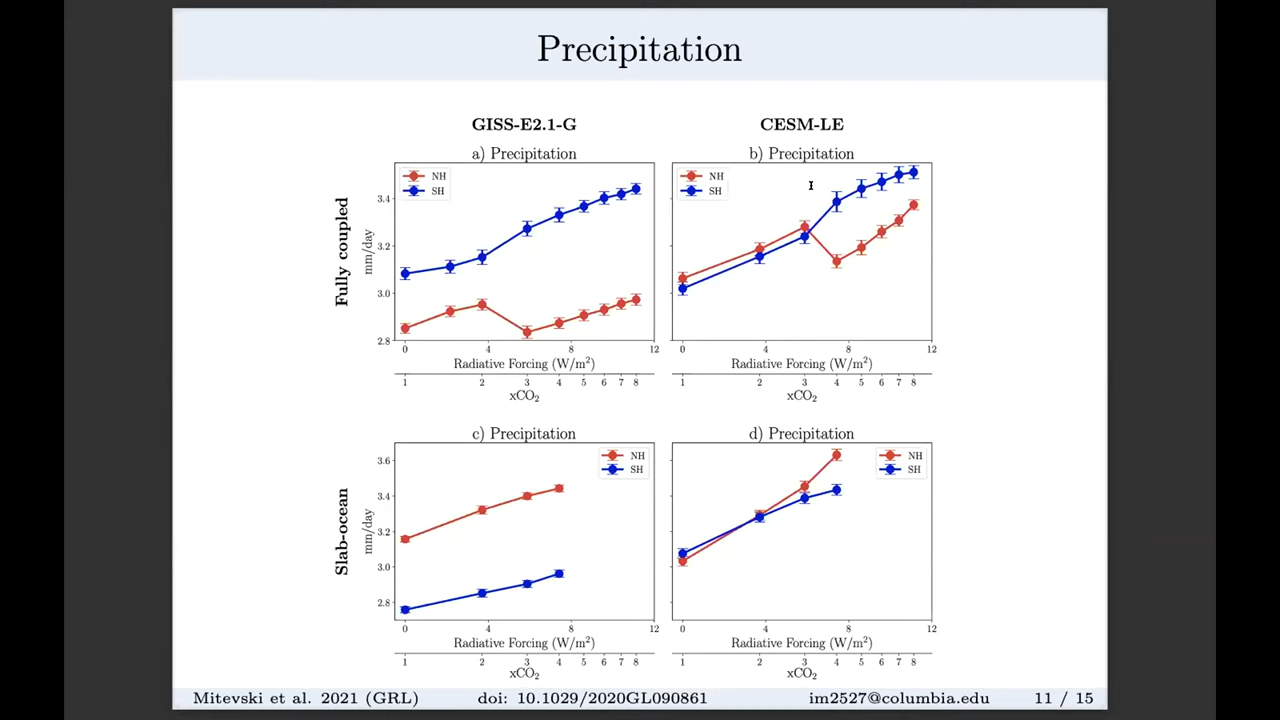 Precipitation
GISS-E2.1-G
CESM-LE
a) Precipitation
b) Precipitation
Fully coupled
mm/day
3.4
3.2
3.0
2.8
NH
SH
NH
SH
0 4 8 12
0 4 8 12
Radiative Forcing (W/m²)
Radiative Forcing (W/m²)
1 2 3 4 5 6 7 8
1 2 3 4 5 6 7 8
xCO₂
xCO₂
c) Precipitation
d) Precipitation
Slab-ocean
mm/day
3.6
3.4
3.2
3.0
2.8
NH
SH
NH
SH
0 4 8 12
0 4 8 12
Radiative Forcing (W/m²)
Radiative Forcing (W/m²)
1 2 3 4 5 6 7 8
1 2 3 4 5 6 7 8
xCO₂
xCO₂
Mitevski et al. 2021 (GRL) doi: 10.1029/2020GL090861 im2527@columbia.edu 11 / 15